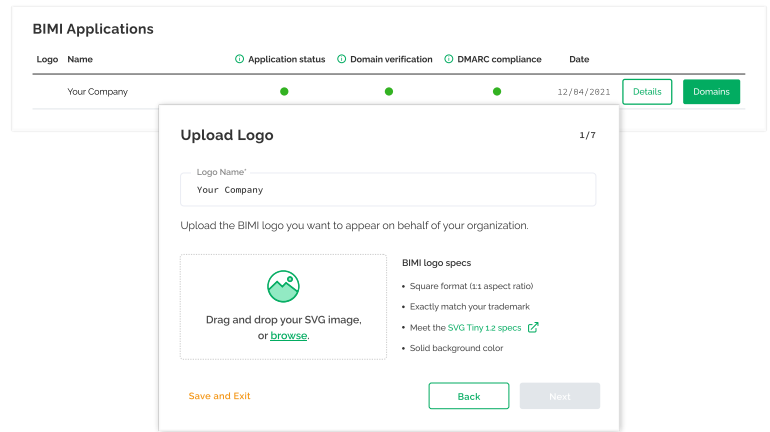 BIMI Applications
Logo Name Application status Domain verification DMARC compliance Date
Your Company 12/04/2021 Details Domains
Upload Logo 1/7
Logo Name*
Your Company
Upload the BIMI logo you want to appear on behalf of your organization.
BIMI logo specs
• Square format (1:1 aspect ratio)
• Exactly match your trademark
• Meet the SVG Tiny 1.2 specs
• Solid background color
Drag and drop your SVG image,
or browse.
Save and Exit Back Next